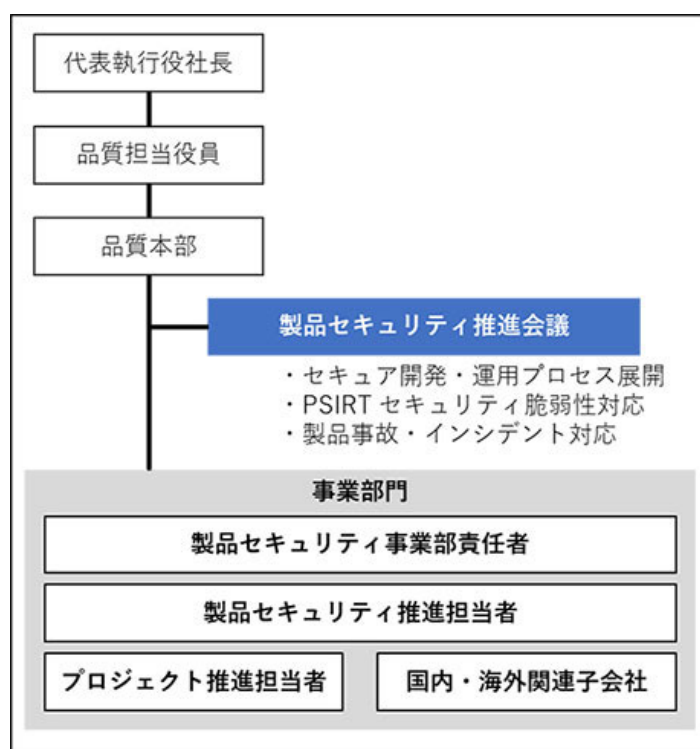 代表執行役社長
品質担当役員
品質本部
製品セキュリティ推進会議
・セキュア開発・運用プロセス展開
・PSIRT セキュリティ脆弱性対応
・製品事故・インシデント対応
事業部門
製品セキュリティ事業部責任者
製品セキュリティ推進担当者
プロジェクト推進担当者
国内・海外関連子会社